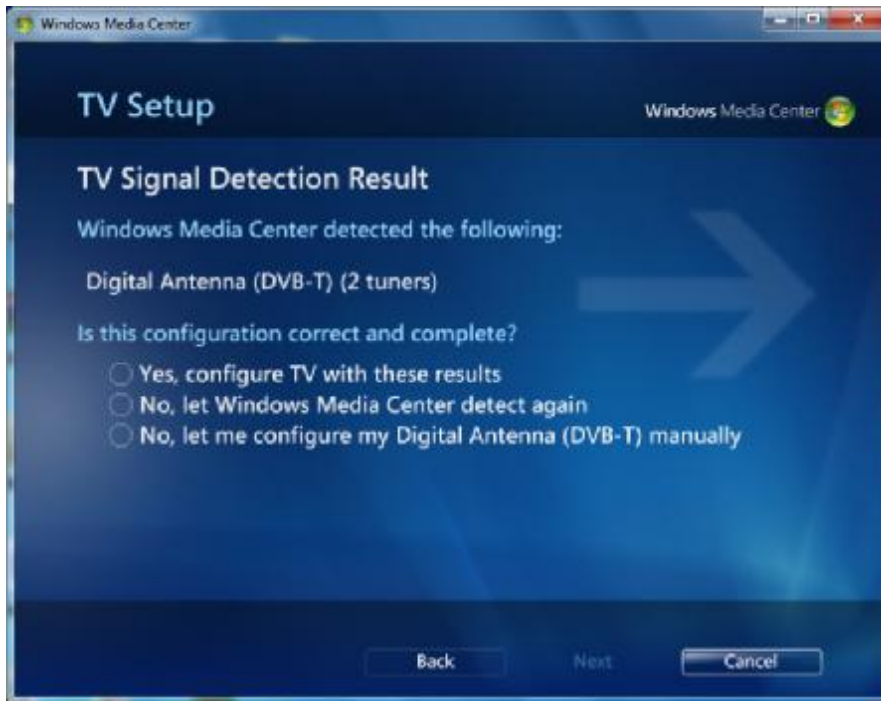 Windows Media Center
TV Setup
Windows Media Center
TV Signal Detection Result
Windows Media Center detected the following:
Digital Antenna (DVB-T) (2 tuners)
Is this configuration correct and complete?
Yes, configure TV with these results
No, let Windows Media Center detect again
No, let me configure my Digital Antenna (DVB-T) manually
Back Next Cancel